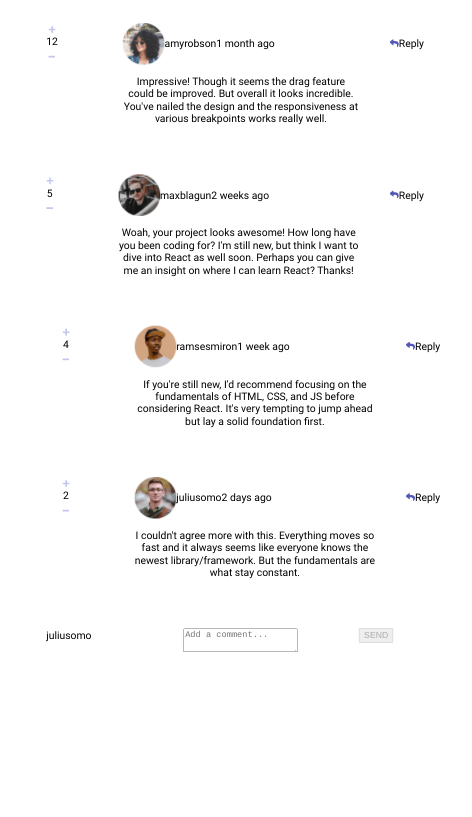 +
12
amyrobson1 month ago
Reply
−
Impressive! Though it seems the drag feature
could be improved. But overall it looks incredible.
You've nailed the design and the responsiveness at
various breakpoints works really well.
+
5
maxblagun2 weeks ago
Reply
−
Woah, your project looks awesome! How long have
you been coding for? I'm still new, but think I want to
dive into React as well soon. Perhaps you can give
me an insight on where I can learn React? Thanks!
+
4
ramsesmiron1 week ago
Reply
−
If you're still new, I'd recommend focusing on the
fundamentals of HTML, CSS, and JS before
considering React. It's very tempting to jump ahead
but lay a solid foundation first.
+
2
juliusomo2 days ago
Reply
−
I couldn't agree more with this. Everything moves so
fast and it always seems like everyone knows the
newest library/framework. But the fundamentals are
what stay constant.
juliusomo
Add a comment...
SEND